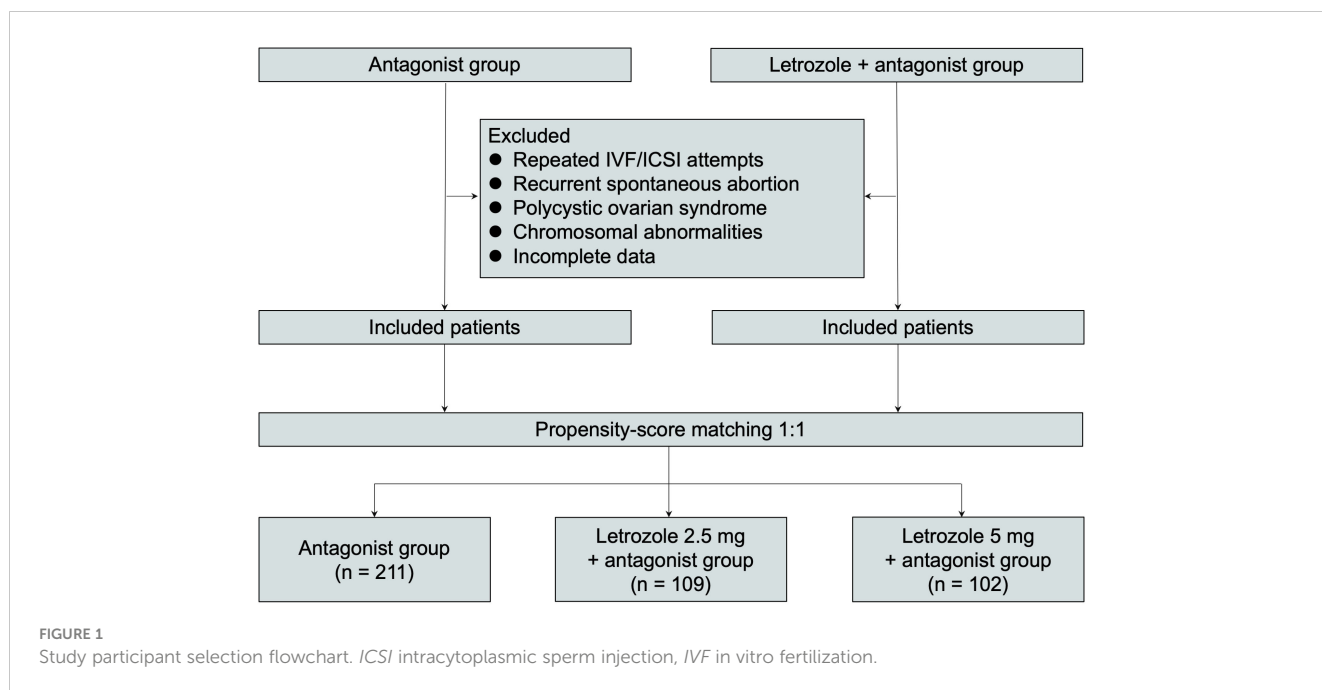 Antagonist group
Letrozole + antagonist group
Excluded
● Repeated IVF/ICSI attempts
● Recurrent spontaneous abortion
● Polycystic ovarian syndrome
● Chromosomal abnormalities
● Incomplete data
Included patients
Included patients
Propensity-score matching 1:1
Antagonist group
(n = 211)
Letrozole 2.5 mg
+ antagonist group
(n = 109)
Letrozole 5 mg
+ antagonist group
(n = 102)
FIGURE 1
Study participant selection flowchart. ICSI intracytoplasmic sperm injection, IVF in vitro fertilization.